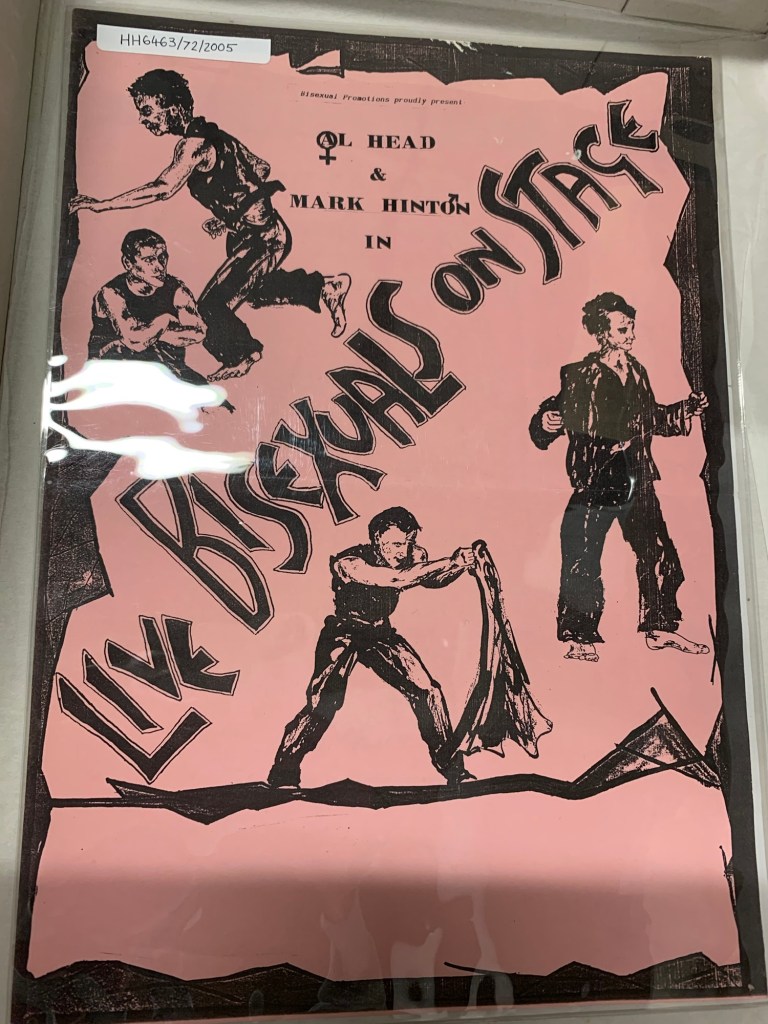 HH6463/72/2005
Bisexual Promotions proudly present
AL HEAD
&
MARK HINTON
IN
LIVE BISEXUALS ON STAGE